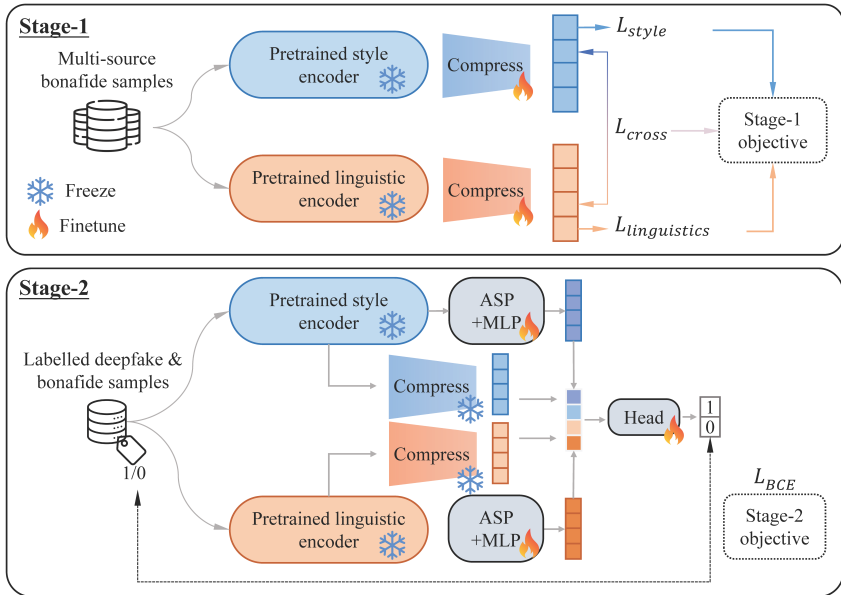 Stage-1
Multi-source
bonafide samples
Freeze
Finetune
Pretrained style
encoder
Compress
Pretrained linguistic
encoder
Compress
L_style
L_cross
L_linguistics
Stage-1
objective
Stage-2
Labelled deepfake &
bonafide samples
1/0
Pretrained style
encoder
ASP
+MLP
Compress
Compress
Pretrained linguistic
encoder
ASP
+MLP
Head
1
0
L_BCE
Stage-2
objective